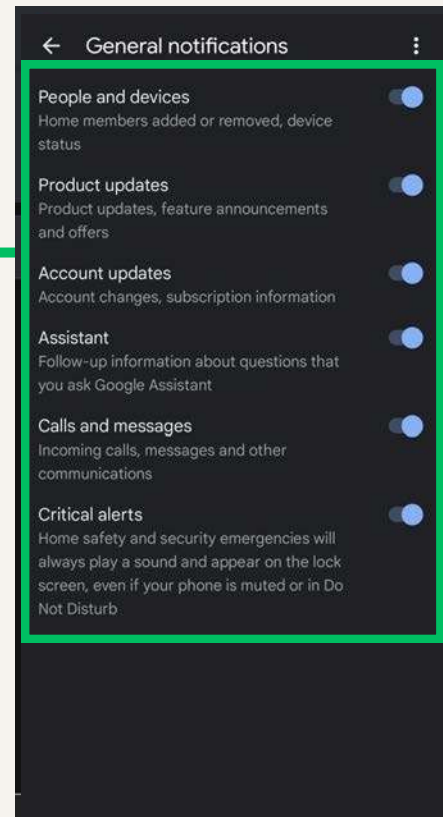 General notifications
People and devices
Home members added or removed, device
status
Product updates
Product updates, feature announcements
and offers
Account updates
Account changes, subscription information
Assistant
Follow-up information about questions that
you ask Google Assistant
Calls and messages
Incoming calls, messages and other
communications
Critical alerts
Home safety and security emergencies will
always play a sound and appear on the lock
screen, even if your phone is muted or in Do
Not Disturb